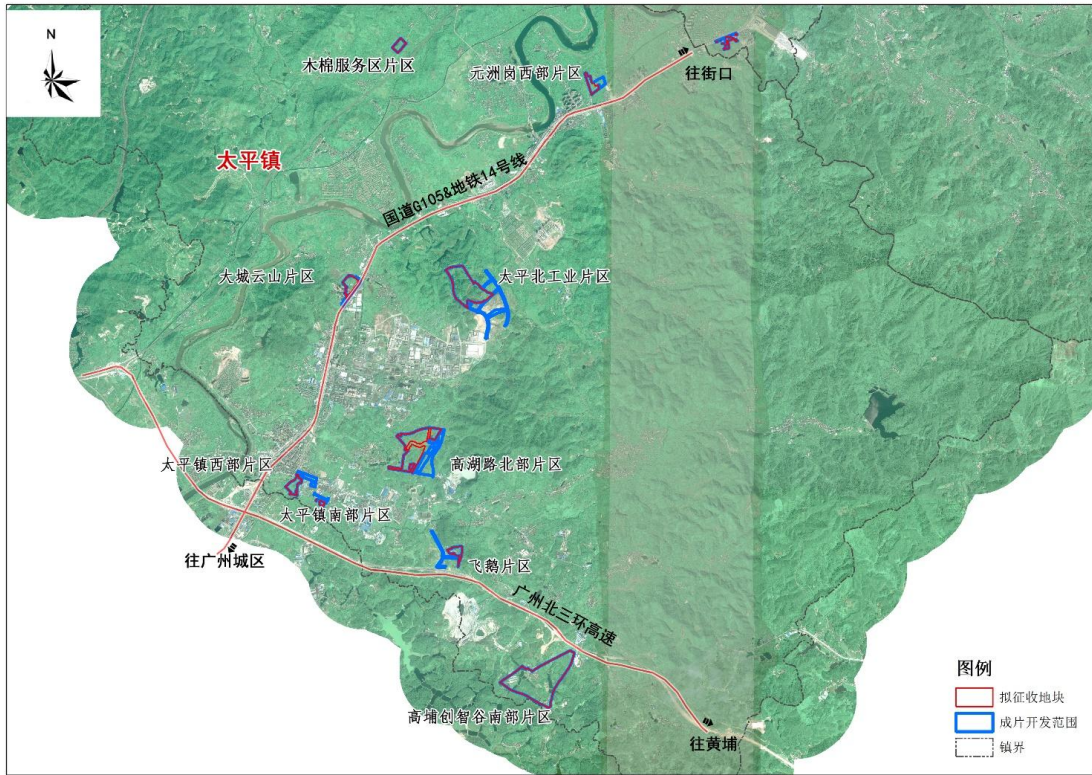 N
木棉服务区片区
元洲岗西部片区
往街口
太平镇
国道G105&地铁14号线
大城云山片区
太平北工业片区
太平镇西部片区
高湖路北部片区
太平镇南部片区
往广州城区
飞鹅片区
广州北三环高速
高埔创智谷南部片区
往黄埔
图例
拟征收地块
成片开发范围
镇界